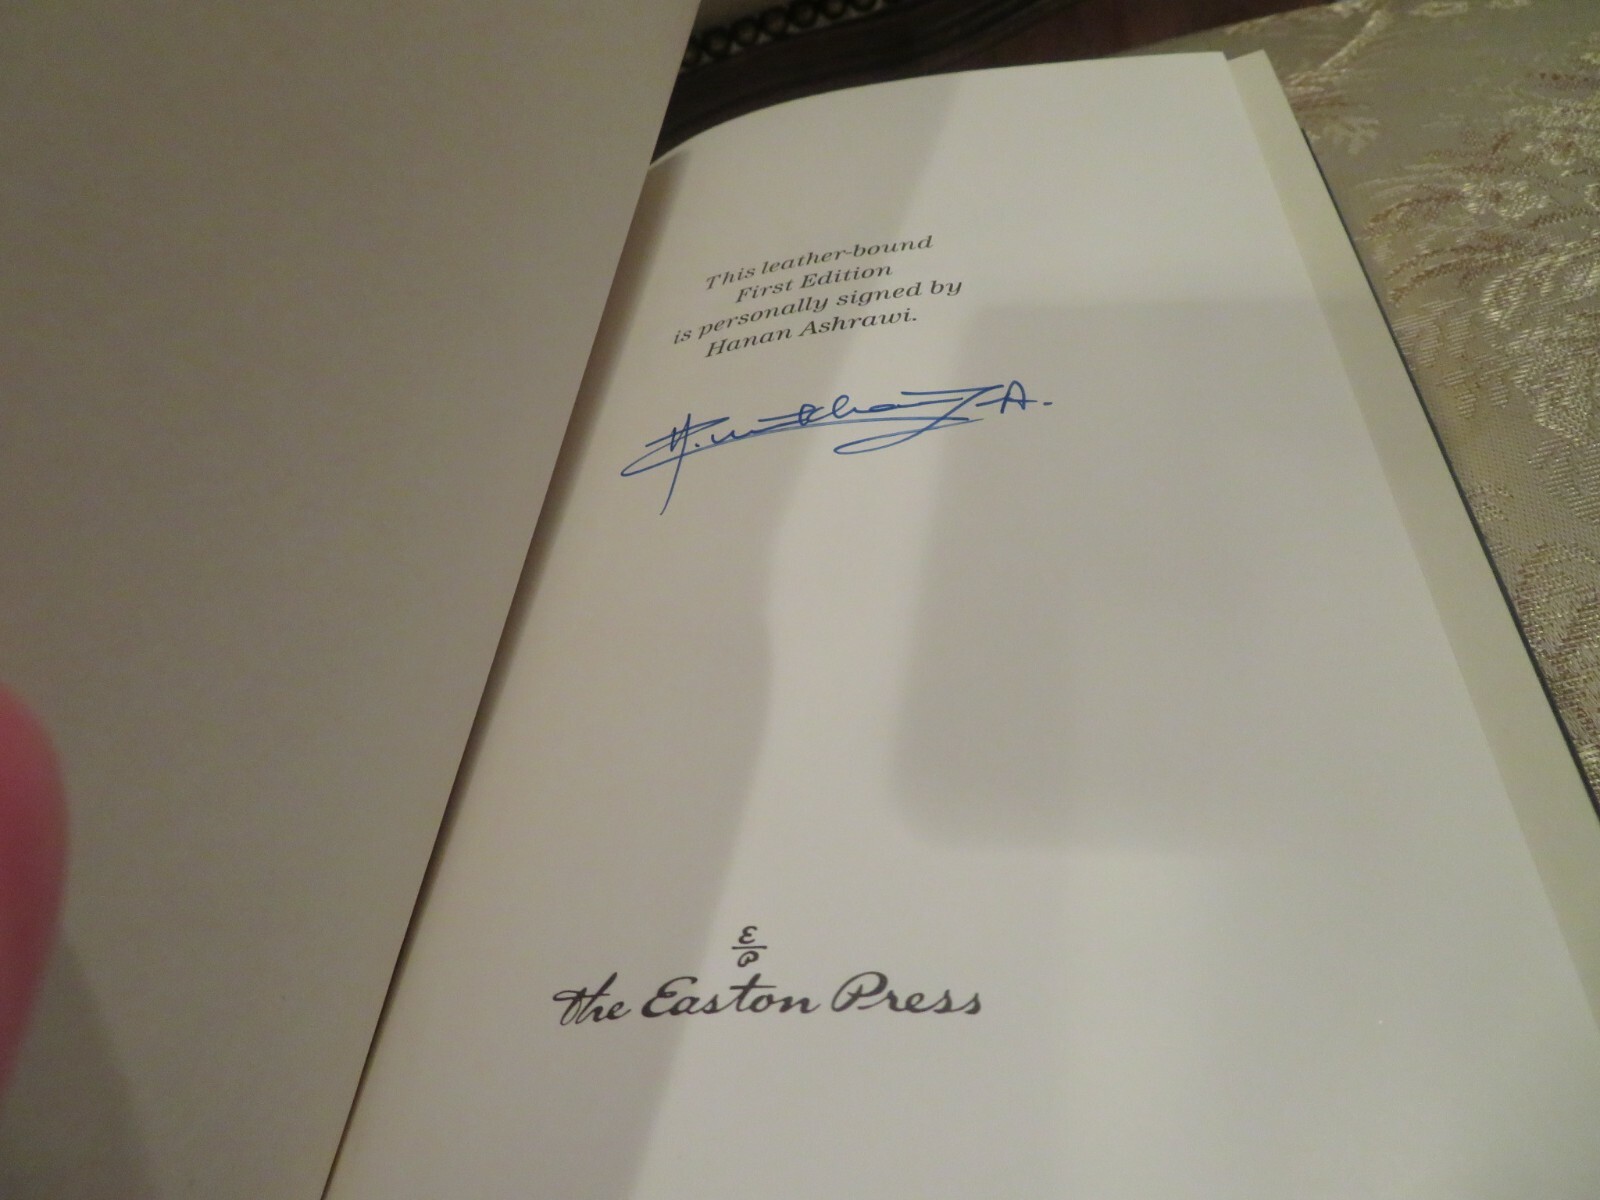 This leather-bound
First Edition
is personally signed by
Hanan Ashrawi.
The Easton Press